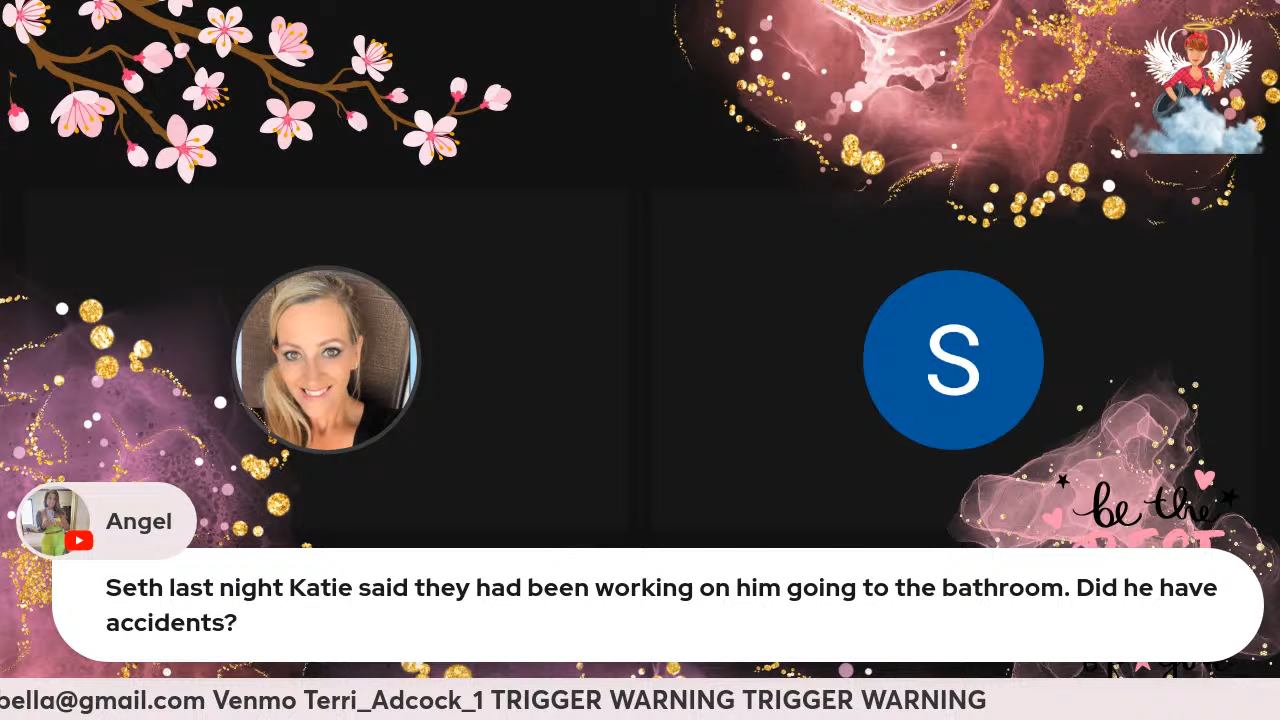 S
be the
Angel
Seth last night Katie said they had been working on him going to the bathroom. Did he have
accidents?
bella@gmail.com Venmo Terri_Adcock_1 TRIGGER WARNING TRIGGER WARNING